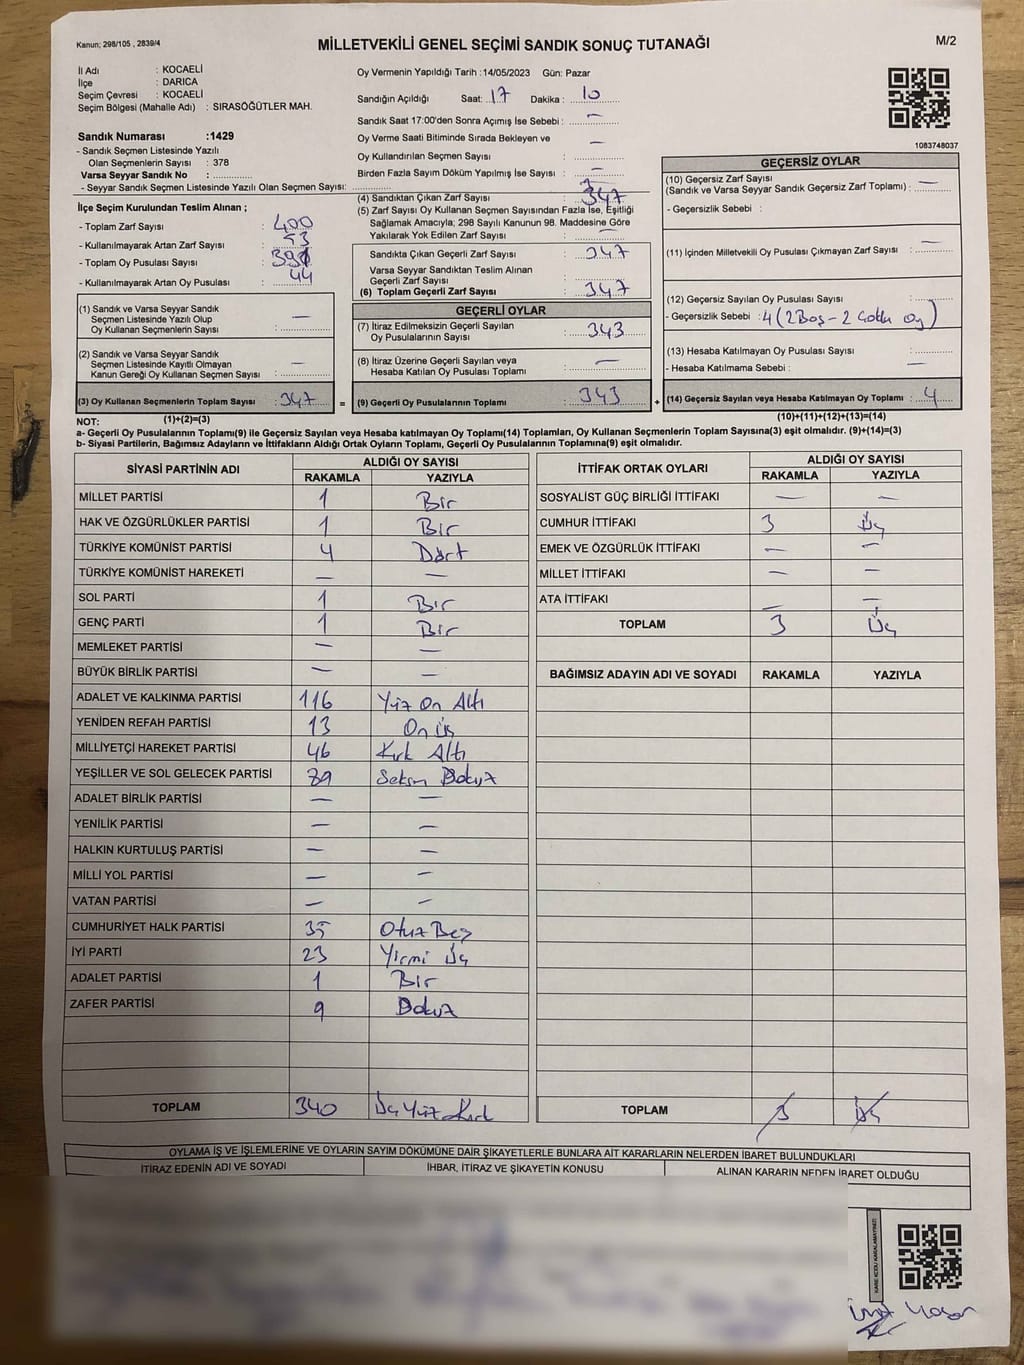 Kanun; 298/105 , 2839/4
MİLLETVEKİLİ GENEL SEÇİMİ SANDIK SONUÇ TUTANAĞI
M/2
İl Adı : KOCAELİ
İlçe : DARICA
Seçim Çevresi : KOCAELİ
Seçim Bölgesi (Mahalle Adı) : SIRASÖĞÜTLER MAH.
Sandık Numarası :1429
- Sandık Seçmen Listesinde Yazılı
Olan Seçmenlerin Sayısı : 378
Varsa Seyyar Sandık No :
- Seyyar Sandık Seçmen Listesinde Yazılı Olan Seçmen Sayısı:
İlçe Seçim Kurulundan Teslim Alınan ;
- Toplam Zarf Sayısı : 400
- Kullanılmayarak Artan Zarf Sayısı : 53
- Toplam Oy Pusulası Sayısı : 391
- Kullanılmayarak Artan Oy Pusulası : 44
(1) Sandık ve Varsa Seyyar Sandık
Seçmen Listesinde Yazılı Olup
Oy Kullanan Seçmenlerin Sayısı : —
(2) Sandık ve Varsa Seyyar Sandık
Seçmen Listesinde Kayıtlı Olmayan
Kanun Gereği Oy Kullanan Seçmen Sayısı : —
(3) Oy Kullanan Seçmenlerin Toplam Sayısı : 347
(1)+(2)=(3)
Oy Vermenin Yapıldığı Tarih :14/05/2023 Gün: Pazar
Sandığın Açıldığı Saat: 17 Dakika : 10
Sandık Saat 17:00'den Sonra Açımış İse Sebebi : —
Oy Verme Saati Bitiminde Sırada Bekleyen ve
Oy Kullandırılan Seçmen Sayısı : —
Birden Fazla Sayım Döküm Yapılmış İse Sayısı : —
(4) Sandıktan Çıkan Zarf Sayısı : 347
(5) Zarf Sayısı Oy Kullanan Seçmen Sayısından Fazla İse, Eşitliği
Sağlamak Amacıyla; 298 Sayılı Kanunun 98. Maddesine Göre
Yakılarak Yok Edilen Zarf Sayısı : —
Sandıkta Çıkan Geçerli Zarf Sayısı : 347
Varsa Seyyar Sandıktan Teslim Alınan
Geçerli Zarf Sayısı :
(6) Toplam Geçerli Zarf Sayısı : 347
GEÇERLİ OYLAR
(7) İtiraz Edilmeksizin Geçerli Sayılan
Oy Pusulalarının Sayısı : 343
(8) İtiraz Üzerine Geçerli Sayılan veya
Hesaba Katılan Oy Pusulası Toplamı : —
= (9) Geçerli Oy Pusulalarının Toplamı : 343
1083748037
GEÇERSİZ OYLAR
(10) Geçersiz Zarf Sayısı
(Sandık ve Varsa Seyyar Sandık Geçersiz Zarf Toplamı) : —
- Geçersizlik Sebebi :
(11) İçinden Milletvekili Oy Pusulası Çıkmayan Zarf Sayısı : —
(12) Geçersiz Sayılan Oy Pusulası Sayısı :
- Geçersizlik Sebebi : 4 (2 Boş - 2 Çoklu oy)
(13) Hesaba Katılmayan Oy Pusulası Sayısı :
- Hesaba Katılmama Sebebi : —
+ (14) Geçersiz Sayılan veya Hesaba Katılmayan Oy Toplamı : 4
(10)+(11)+(12)+(13)=(14)
NOT:
a- Geçerli Oy Pusulalarının Toplamı(9) ile Geçersiz Sayılan veya Hesaba katılmayan Oy Toplamı(14) Toplamları, Oy Kullanan Seçmenlerin Toplam Sayısına(3) eşit olmalıdır. (9)+(14)=(3)
b- Siyasi Partilerin, Bağımsız Adayların ve İttifakların Aldığı Ortak Oyların Toplamı, Geçerli Oy Pusulalarının Toplamına(9) eşit olmalıdır.
SİYASİ PARTİNİN ADI ALDIĞI OY SAYISI
RAKAMLA YAZIYLA
MİLLET PARTİSİ 1 Bir
HAK VE ÖZGÜRLÜKLER PARTİSİ 1 Bir
TÜRKİYE KOMÜNİST PARTİSİ 4 Dört
TÜRKİYE KOMÜNİST HAREKETİ — —
SOL PARTİ 1 Bir
GENÇ PARTİ 1 Bir
MEMLEKET PARTİSİ — —
BÜYÜK BİRLİK PARTİSİ — —
ADALET VE KALKINMA PARTİSİ 116 Yüz On Altı
YENİDEN REFAH PARTİSİ 13 On Üç
MİLLİYETÇİ HAREKET PARTİSİ 46 Kırk Altı
YEŞİLLER VE SOL GELECEK PARTİSİ 89 Seksen Dokuz
ADALET BİRLİK PARTİSİ — —
YENİLİK PARTİSİ — —
HALKIN KURTULUŞ PARTİSİ — —
MİLLİ YOL PARTİSİ — —
VATAN PARTİSİ — —
CUMHURİYET HALK PARTİSİ 35 Otuz Beş
İYİ PARTİ 23 Yirmi Üç
ADALET PARTİSİ 1 Bir
ZAFER PARTİSİ 9 Dokuz
TOPLAM 340 Üç Yüz Kırk
İTTİFAK ORTAK OYLARI ALDIĞI OY SAYISI
RAKAMLA YAZIYLA
SOSYALİST GÜÇ BİRLİĞİ İTTİFAKI — —
CUMHUR İTTİFAKI 3 Üç
EMEK VE ÖZGÜRLÜK İTTİFAKI — —
MİLLET İTTİFAKI — —
ATA İTTİFAKI — —
TOPLAM 3 Üç
BAĞIMSIZ ADAYIN ADI VE SOYADI RAKAMLA YAZIYLA
TOPLAM 3 Üç
OYLAMA İŞ VE İŞLEMLERİNE VE OYLARIN SAYIM DÖKÜMÜNE DAİR ŞİKAYETLERLE BUNLARA AİT KARARLARIN NELERDEN İBARET BULUNDUKLARI
İTİRAZ EDENİN ADI VE SOYADI İHBAR, İTİRAZ VE ŞİKAYETİN KONUSU ALINAN KARARIN NEDEN İBARET OLDUĞU
KARE KODU KARALAMAYINIZ!